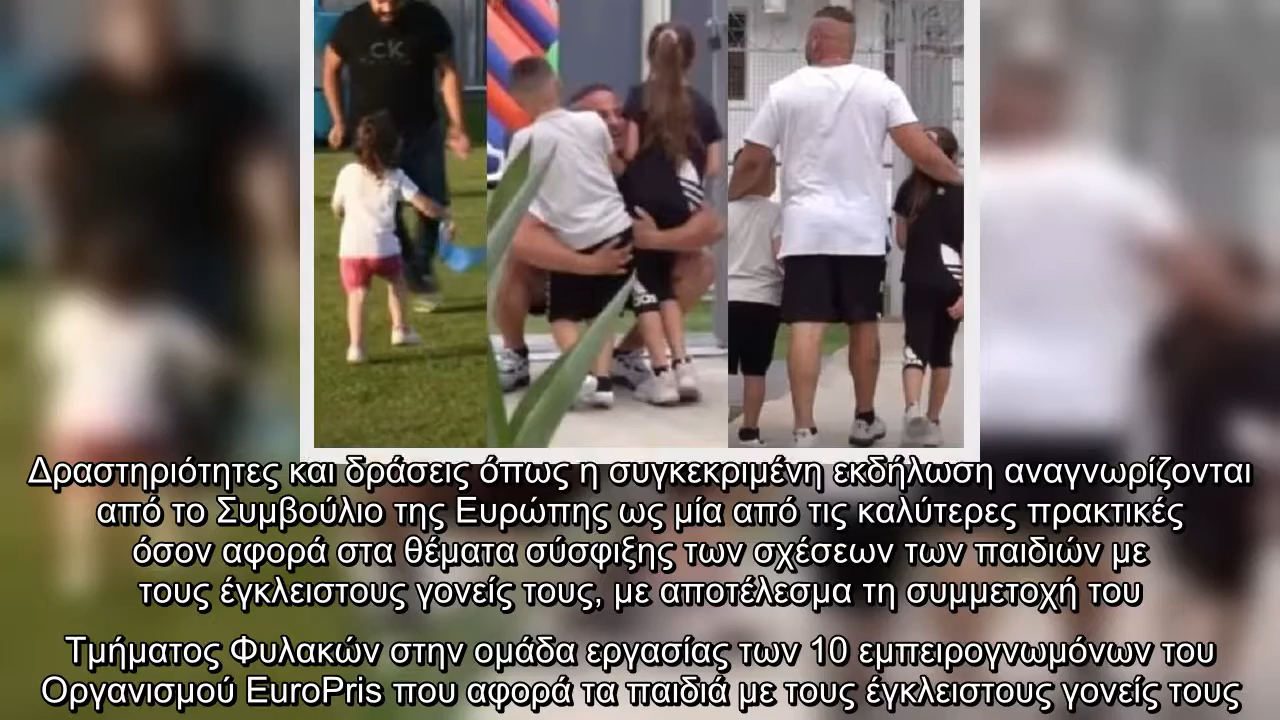 CK
Δραστηριότητες και δράσεις όπως η συγκεκριμένη εκδήλωση αναγνωρίζονται
από το Συμβούλιο της Ευρώπης ως μία από τις καλύτερες πρακτικές
όσον αφορά στα θέματα σύσφιξης των σχέσεων των παιδιών με
τους έγκλειστους γονείς τους, με αποτέλεσμα τη συμμετοχή του
Τμήματος Φυλακών στην ομάδα εργασίας των 10 εμπειρογνωμόνων του
Οργανισμού EuroPris που αφορά τα παιδιά με τους έγκλειστους γονείς τους